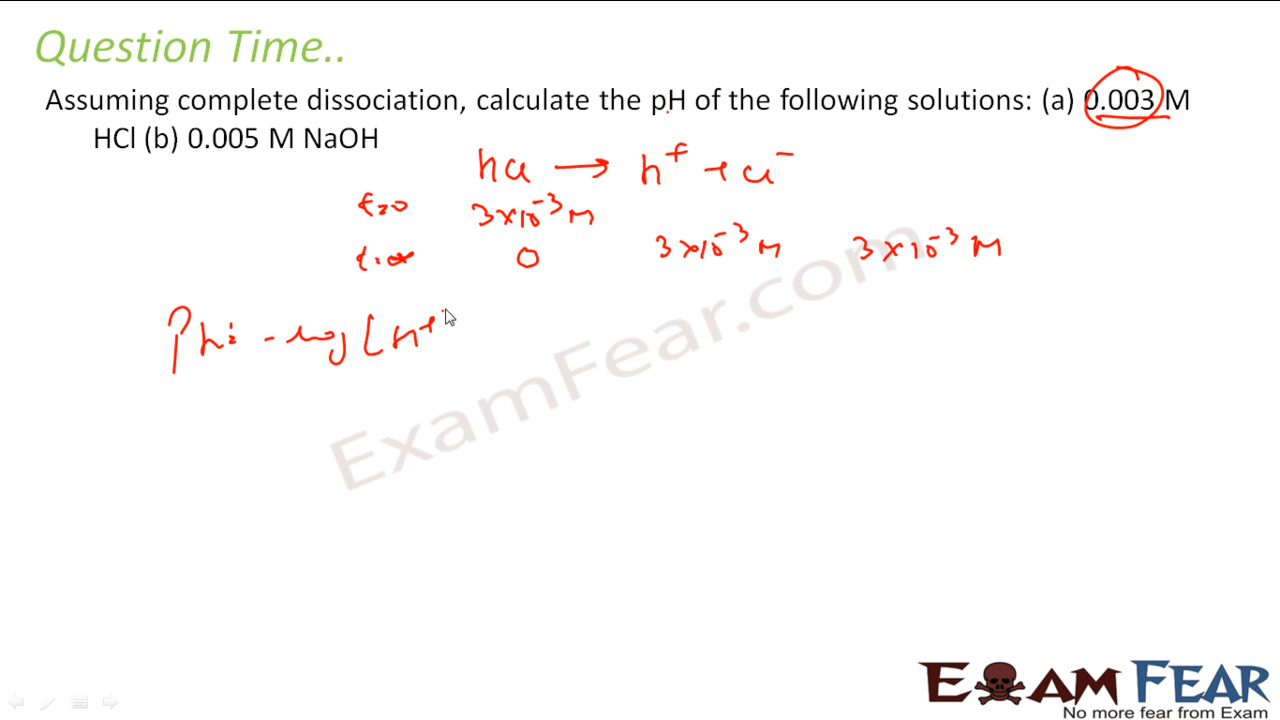 Question Time..
Assuming complete dissociation, calculate the pH of the following solutions: (a) 0.003 M
HCl (b) 0.005 M NaOH
hcl → h⁺ + cl⁻
t=0 3×10⁻³ M
t=∞ 0 3×10⁻³ M 3×10⁻³ M
Ph = -log [H⁺
ExamFear.com
EXAM FEAR
No more fear from Exam